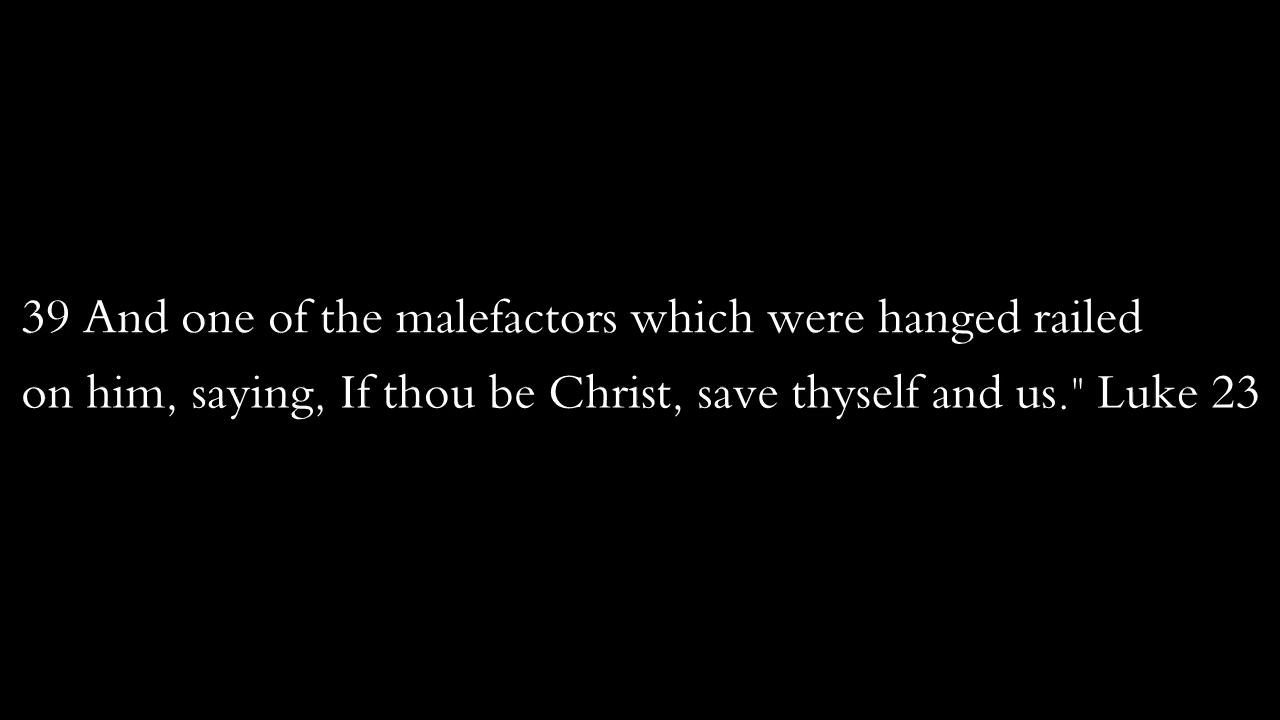 39 And one of the malefactors which were hanged railed
on him, saying, If thou be Christ, save thyself and us." Luke 23